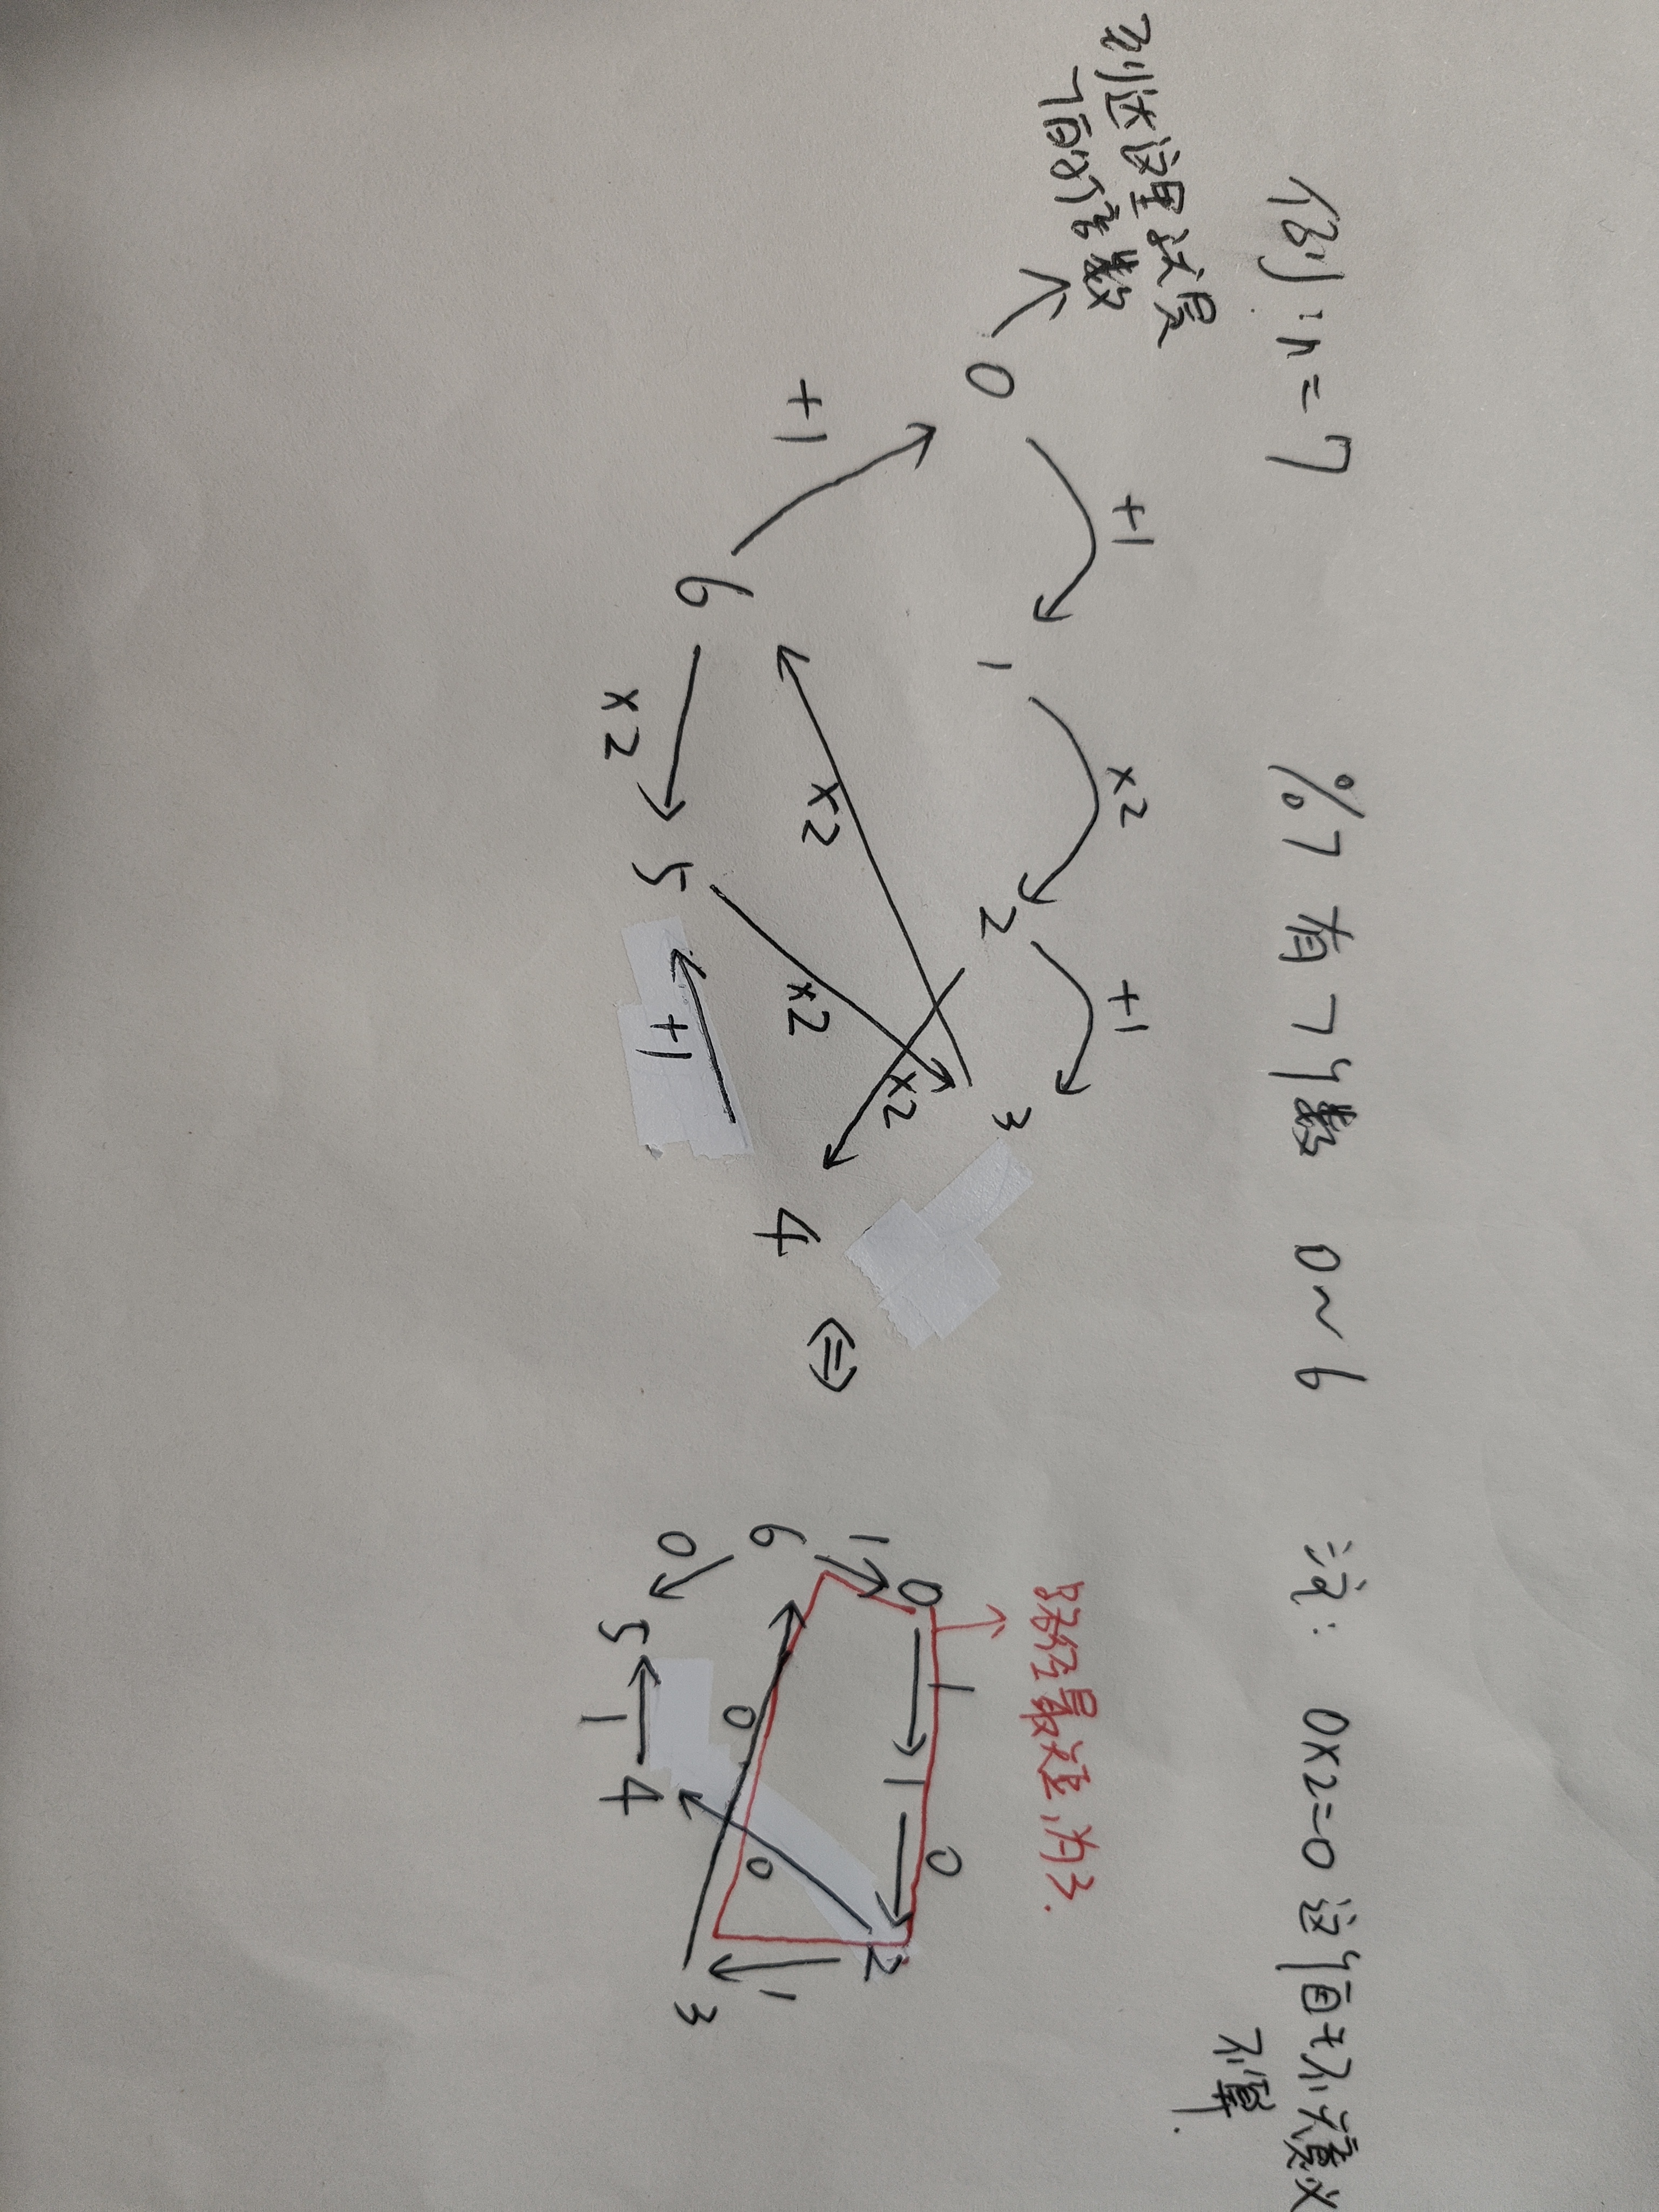 例:n=7 %7 有7个数 0~6 注: 0×2=0 这个自+不意义
不算.
到达这里就是
7的倍数
+1 ×2 +1
0 1 2 3
×2
+1 ×2 ×2 4
6 5 +1
×2
⇔
路径最短,为3.
1 0
0 1 2
1 1
6 0 0
3
0 5 4
1